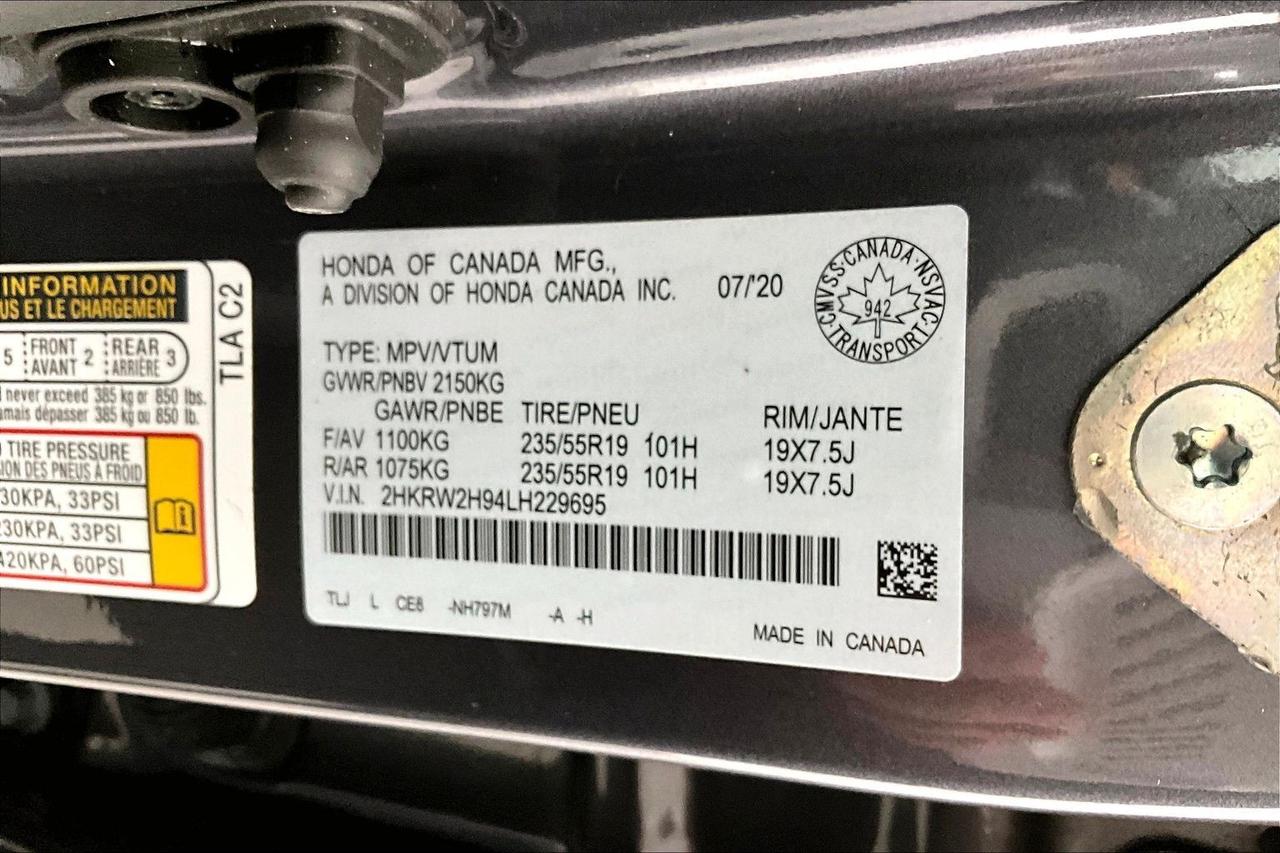 INFORMATION
US ET LE CHARGEMENT
5 FRONT AVANT 2 REAR ARRIÈRE 3
never exceed 385 kg or 850 lbs.
amais dépasser 385 kg ou 850 lb.
TIRE PRESSURE
ION DES PNEUS À FROID
30KPA, 33PSI
230KPA, 33PSI
420KPA, 60PSI
TLA C2
HONDA OF CANADA MFG.,
A DIVISION OF HONDA CANADA INC. 07/'20
CMVSS·CANADA·NSVAC·TRANSPORT·
942
TYPE: MPV/VTUM
GVWR/PNBV 2150KG
GAWR/PNBE TIRE/PNEU RIM/JANTE
F/AV 1100KG 235/55R19 101H 19X7.5J
R/AR 1075KG 235/55R19 101H 19X7.5J
V.I.N. 2HKRW2H94LH229695
TLJ L CE8 -NH797M -A -H
MADE IN CANADA